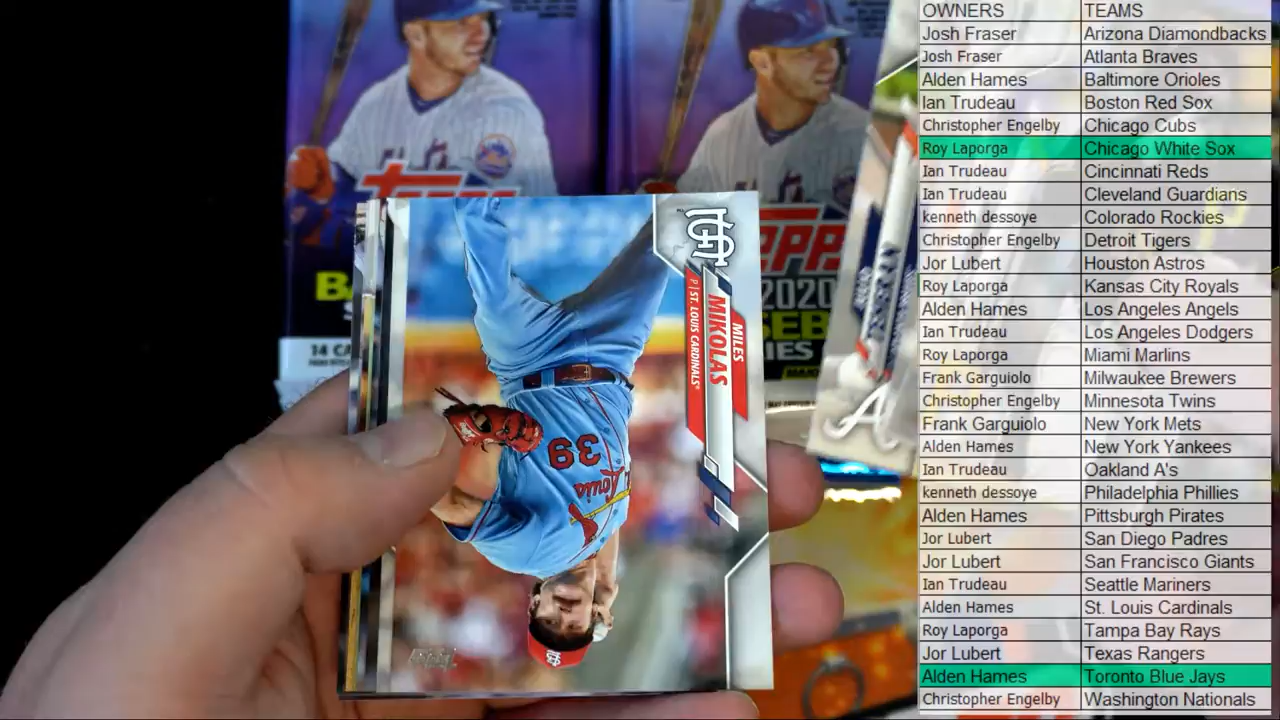 OWNERS TEAMS
Josh Fraser Arizona Diamondbacks
Josh Fraser Atlanta Braves
Alden Hames Baltimore Orioles
Ian Trudeau Boston Red Sox
Christopher Engelby Chicago Cubs
Roy Laporga Chicago White Sox
Ian Trudeau Cincinnati Reds
Ian Trudeau Cleveland Guardians
kenneth dessoye Colorado Rockies
Christopher Engelby Detroit Tigers
Jor Lubert Houston Astros
Roy Laporga Kansas City Royals
Alden Hames Los Angeles Angels
Ian Trudeau Los Angeles Dodgers
Roy Laporga Miami Marlins
Frank Garguiolo Milwaukee Brewers
Christopher Engelby Minnesota Twins
Frank Garguiolo New York Mets
Alden Hames New York Yankees
Ian Trudeau Oakland A's
kenneth dessoye Philadelphia Phillies
Alden Hames Pittsburgh Pirates
Jor Lubert San Diego Padres
Jor Lubert San Francisco Giants
Ian Trudeau Seattle Mariners
Alden Hames St. Louis Cardinals
Roy Laporga Tampa Bay Rays
Jor Lubert Texas Rangers
Alden Hames Toronto Blue Jays
Christopher Engelby Washington Nationals
MILES
MIKOLAS
P | ST. LOUIS CARDINALS
STL
39
Louis
2020
14
A